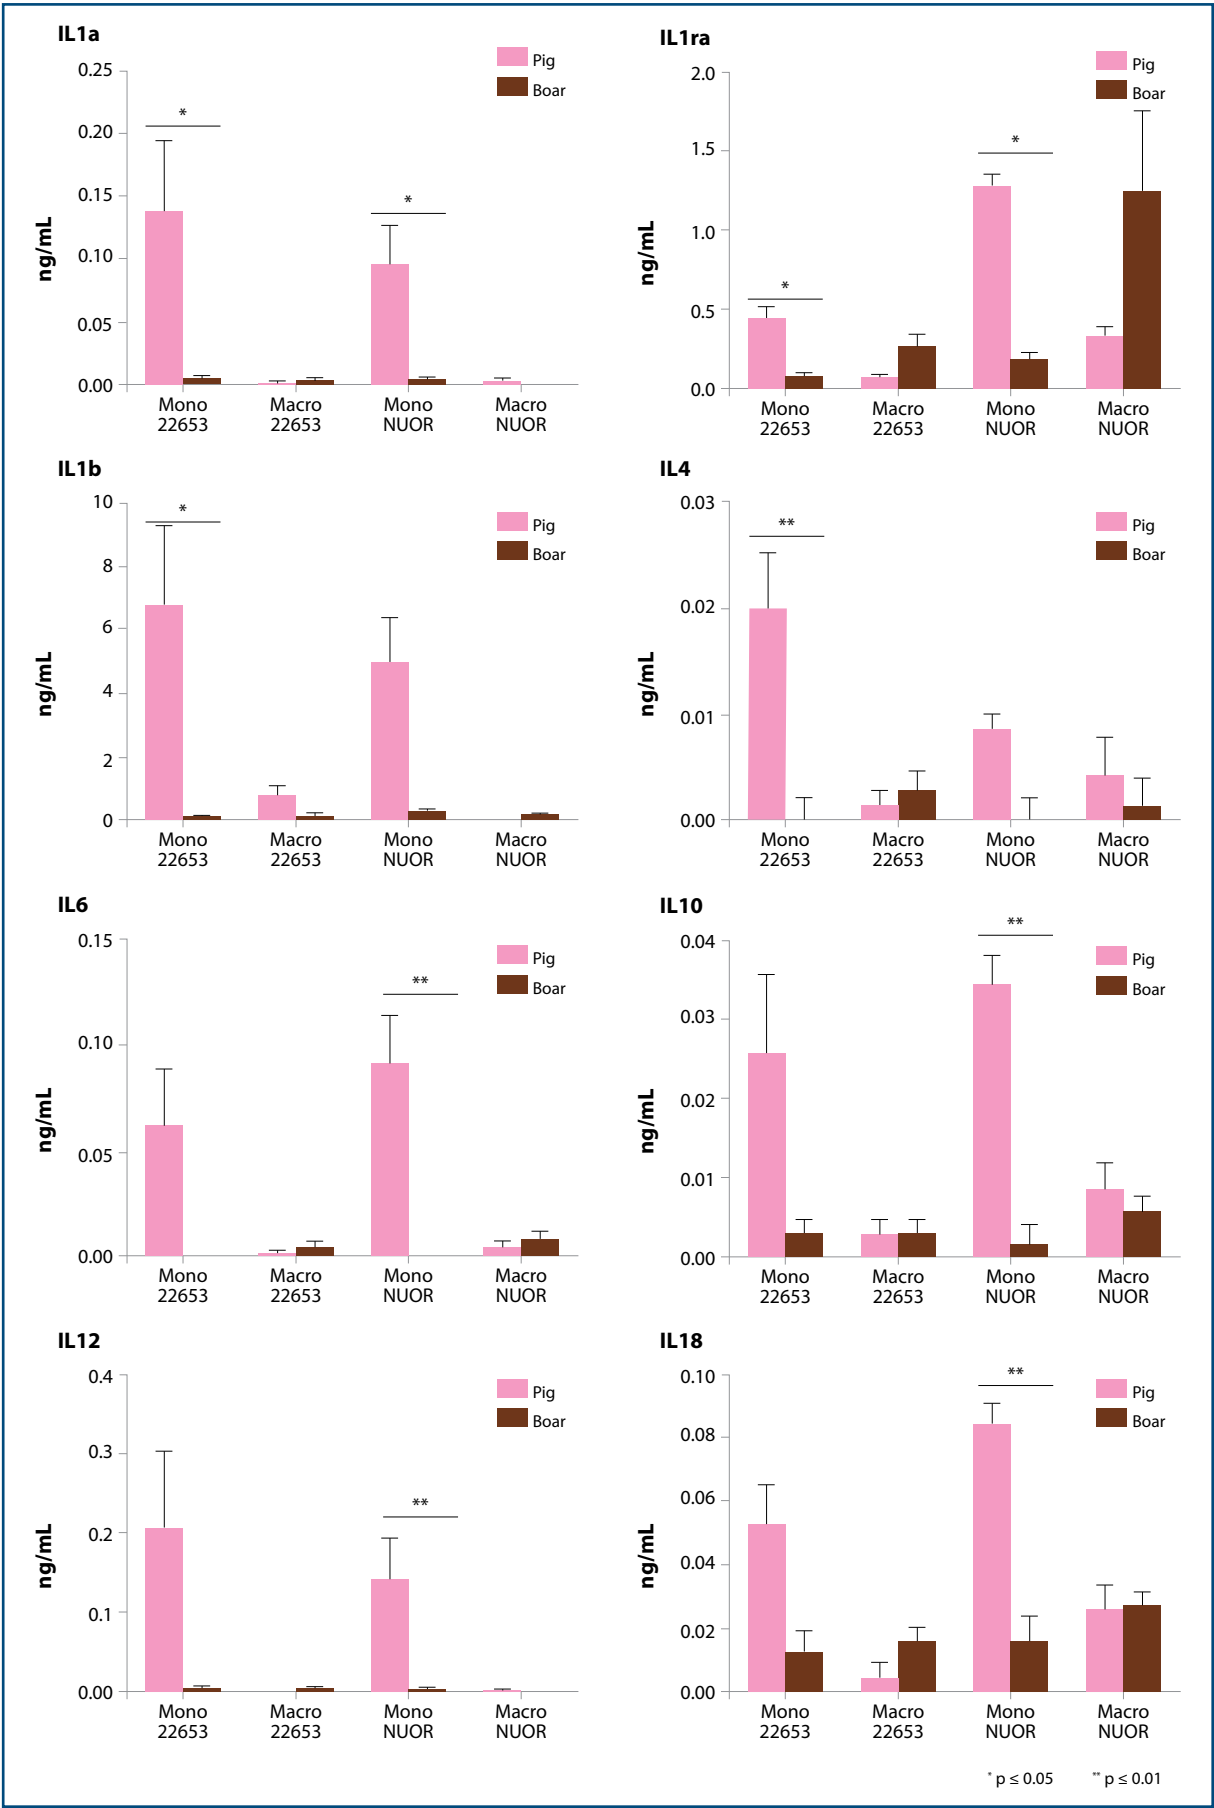 IL1a
Pig
Boar
0.25
0.20
0.15
0.10
0.05
0.00
ng/mL
*
*
Mono
22653
Macro
22653
Mono
NUOR
Macro
NUOR
IL1ra
Pig
Boar
2.0
1.5
1.0
0.5
0.0
ng/mL
*
*
Mono
22653
Macro
22653
Mono
NUOR
Macro
NUOR
IL1b
Pig
Boar
10
8
6
4
2
0
ng/mL
*
Mono
22653
Macro
22653
Mono
NUOR
Macro
NUOR
IL4
Pig
Boar
0.03
0.02
0.01
0.00
ng/mL
**
Mono
22653
Macro
22653
Mono
NUOR
Macro
NUOR
IL6
Pig
Boar
0.15
0.10
0.05
0.00
ng/mL
**
Mono
22653
Macro
22653
Mono
NUOR
Macro
NUOR
IL10
Pig
Boar
0.04
0.03
0.02
0.01
0.00
ng/mL
**
Mono
22653
Macro
22653
Mono
NUOR
Macro
NUOR
IL12
Pig
Boar
0.4
0.3
0.2
0.1
0.00
ng/mL
**
Mono
22653
Macro
22653
Mono
NUOR
Macro
NUOR
IL18
Pig
Boar
0.10
0.08
0.06
0.04
0.02
0.00
ng/mL
**
Mono
22653
Macro
22653
Mono
NUOR
Macro
NUOR
* p ≤ 0.05 ** p ≤ 0.01